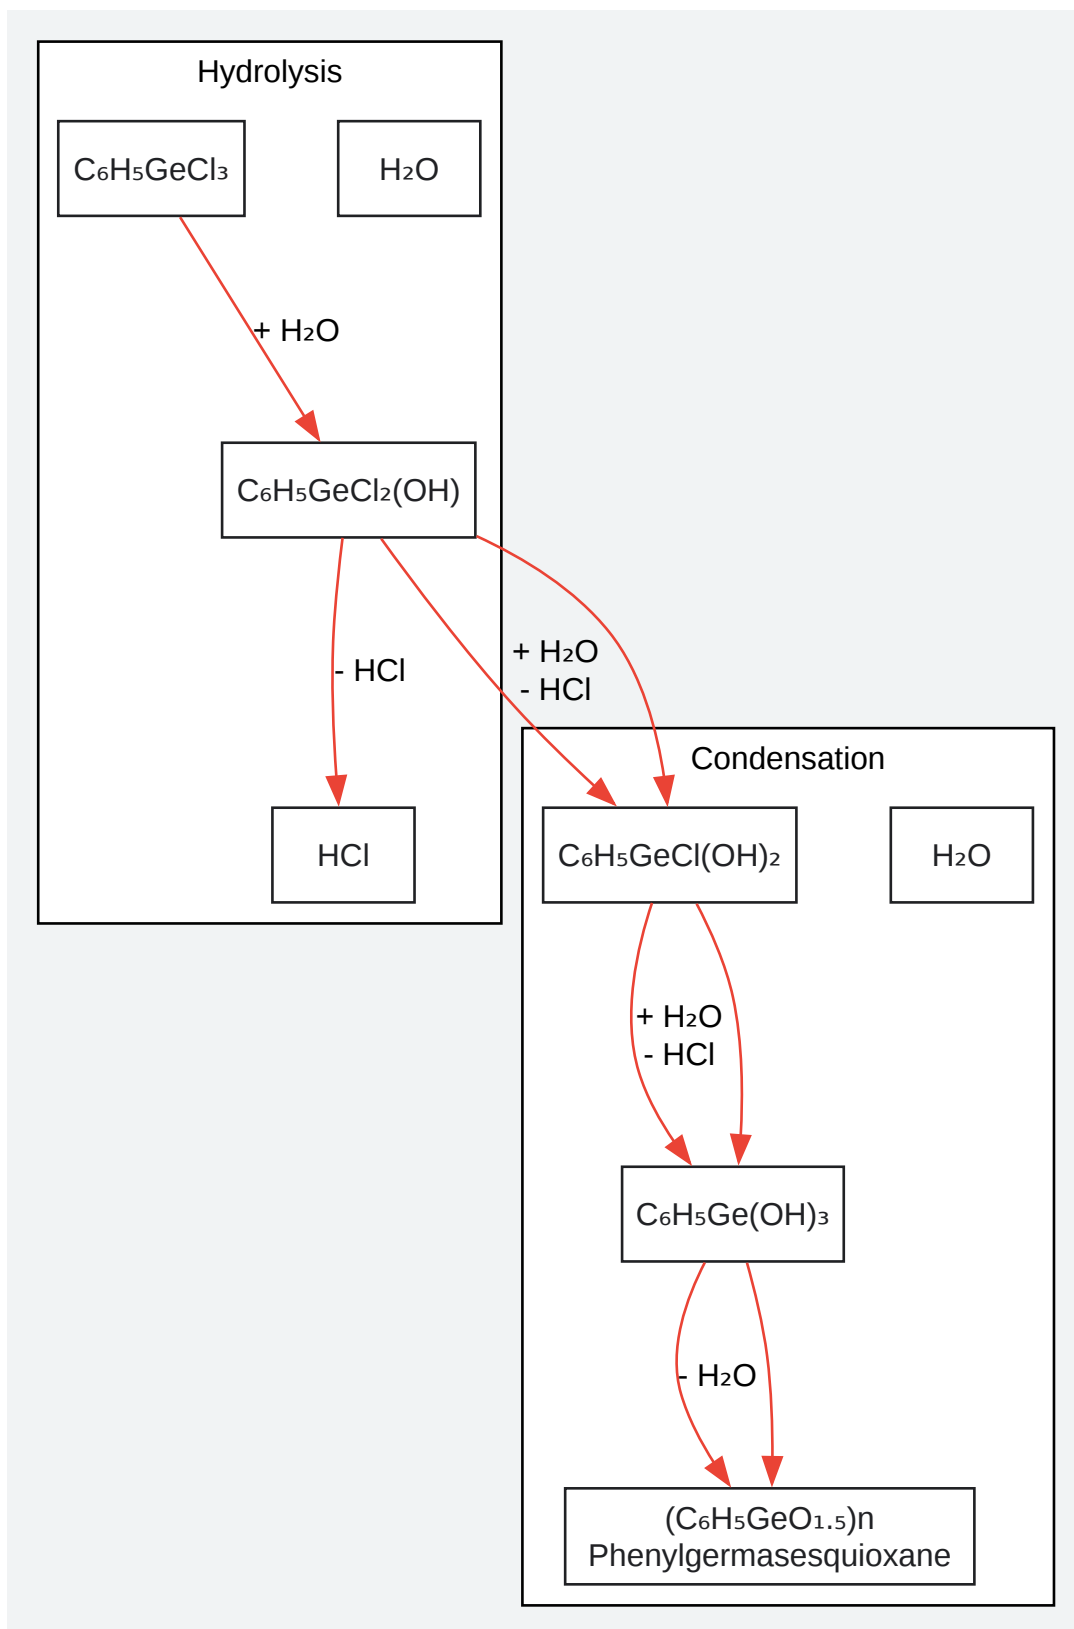 Hydrolysis
C₆H₅GeCl₃
H₂O
+ H₂O
C₆H₅GeCl₂(OH)
- HCl
+ H₂O
- HCl
HCl
Condensation
C₆H₅GeCl(OH)₂
H₂O
+ H₂O
- HCl
C₆H₅Ge(OH)₃
- H₂O
(C₆H₅GeO₁.₅)n
Phenylgermasesquioxane